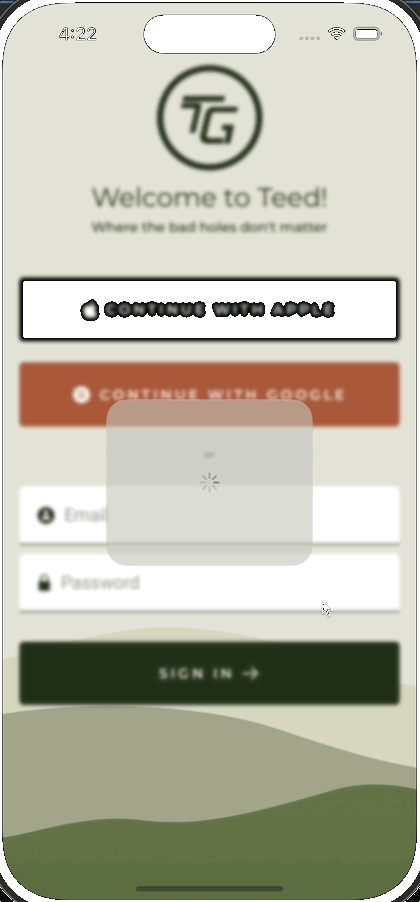 4:22
TG
Welcome to Teed!
Where the bad holes don't matter
CONTINUE WITH APPLE
CONTINUE WITH GOOGLE
or
Email
Password
SIGN IN →